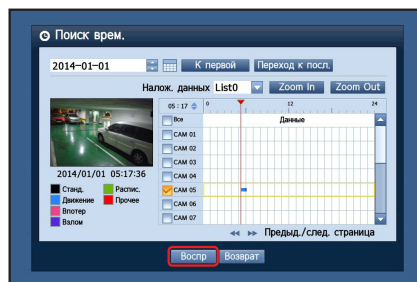 Поиск врем.
2014-01-01 К первой Переход к посл.
Налож. данных List0 Zoom In Zoom Out
05:17 0 12 24
Все Данные
CAM 01
CAM 02
CAM 03
CAM 04
CAM 05
CAM 06
CAM 07
2014/01/01 05:17:36
Станд. Распис.
Движение Прочее
Впотер
Взлом
Предыд./след. страница
Воспр Возврат